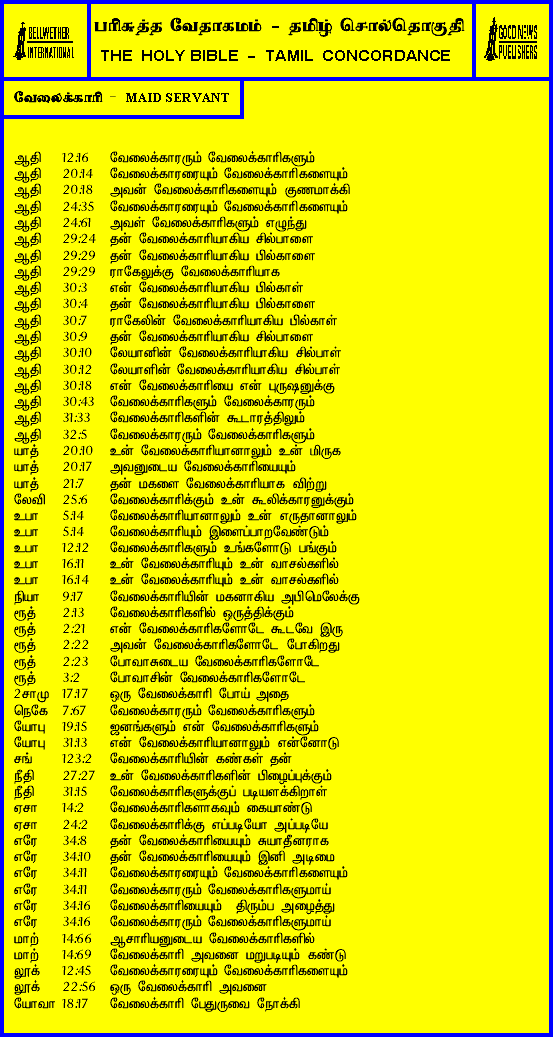 BELLWETHER
INTERNATIONAL
பரிசுத்த வேதாகமம் - தமிழ் சொல்தொகுதி
THE HOLY BIBLE - TAMIL CONCORDANCE
GOOD NEWS
PUBLISHERS
வேலைக்காரி - MAID SERVANT
ஆதி 12:16 வேலைக்காரரும் வேலைக்காரிகளும்
ஆதி 20:14 வேலைக்காரரையும் வேலைக்காரிகளையும்
ஆதி 20:18 அவன் வேலைக்காரிகளையும் குணமாக்கி
ஆதி 24:35 வேலைக்காரரையும் வேலைக்காரிகளையும்
ஆதி 24:61 அவள் வேலைக்காரிகளும் எழுந்து
ஆதி 29:24 தன் வேலைக்காரியாகிய சில்பாளை
ஆதி 29:29 தன் வேலைக்காரியாகிய பில்காளை
ஆதி 29:29 ராகேலுக்கு வேலைக்காரியாக
ஆதி 30:3 என் வேலைக்காரியாகிய பில்காள்
ஆதி 30:4 தன் வேலைக்காரியாகிய பில்காளை
ஆதி 30:7 ராகேலின் வேலைக்காரியாகிய பில்காள்
ஆதி 30:9 தன் வேலைக்காரியாகிய சில்பாளை
ஆதி 30:10 லேயானின் வேலைக்காரியாகிய சில்பாள்
ஆதி 30:12 லேயாளின் வேலைக்காரியாகிய சில்பாள்
ஆதி 30:18 என் வேலைக்காரியை என் புருஷனுக்கு
ஆதி 30:43 வேலைக்காரிகளும் வேலைக்காரரும்
ஆதி 31:33 வேலைக்காரிகளின் கூடாரத்திலும்
ஆதி 32:5 வேலைக்காரரும் வேலைக்காரிகளும்
யாத் 20:10 உன் வேலைக்காரியானாலும் உன் மிருக
யாத் 20:17 அவனுடைய வேலைக்காரியையும்
யாத் 21:7 தன் மகளை வேலைக்காரியாக விற்று
லேவி 25:6 வேலைக்காரிக்கும் உன் கூலிக்காரனுக்கும்
உபா 5:14 வேலைக்காரியானாலும் உன் எருதானாலும்
உபா 5:14 வேலைக்காரியும் இளைப்பாறவேண்டும்
உபா 12:12 வேலைக்காரிகளும் உங்களோடு பங்கும்
உபா 16:11 உன் வேலைக்காரியும் உன் வாசல்களில்
உபா 16:14 உன் வேலைக்காரியும் உன் வாசல்களில்
நியா 9:17 வேலைக்காரியின் மகனாகிய அபிமெலேக்கு
ரூத் 2:13 வேலைக்காரிகளில் ஒருத்திக்கும்
ரூத் 2:21 என் வேலைக்காரிகளோடே கூடவே இரு
ரூத் 2:22 அவன் வேலைக்காரிகளோடே போகிறது
ரூத் 2:23 போவாசுடைய வேலைக்காரிகளோடே
ரூத் 3:2 போவாசின் வேலைக்காரிகளோடே
2சாமு 17:17 ஒரு வேலைக்காரி போய் அதை
நெகே 7:67 வேலைக்காரரும் வேலைக்காரிகளும்
யோபு 19:15 ஜனங்களும் என் வேலைக்காரிகளும்
யோபு 31:13 என் வேலைக்காரியானாலும் என்னோடு
சங் 123:2 வேலைக்காரியின் கண்கள் தன்
நீதி 27:27 உன் வேலைக்காரிகளின் பிழைப்புக்கும்
நீதி 31:15 வேலைக்காரிகளுக்குப் படியளக்கிறாள்
ஏசா 14:2 வேலைக்காரிகளாகவும் கையாண்டு
ஏசா 24:2 வேலைக்காரிக்கு எப்படியோ அப்படியே
எரே 34:8 தன் வேலைக்காரியையும் சுயாதீனராக
எரே 34:10 தன் வேலைக்காரியையும் இனி அடிமை
எரே 34:11 வேலைக்காரரையும் வேலைக்காரிகளையும்
எரே 34:11 வேலைக்காரரும் வேலைக்காரிகளுமாய்
எரே 34:16 வேலைக்காரியையும் திரும்ப அழைத்து
எரே 34:16 வேலைக்காரரும் வேலைக்காரிகளுமாய்
மாற் 14:66 ஆசாரியனுடைய வேலைக்காரிகளில்
மாற் 14:69 வேலைக்காரி அவனை மறுபடியும் கண்டு
லூக் 12:45 வேலைக்காரரையும் வேலைக்காரிகளையும்
லூக் 22:56 ஒரு வேலைக்காரி அவனை
யோவா 18:17 வேலைக்காரி பேதுருவை நோக்கி